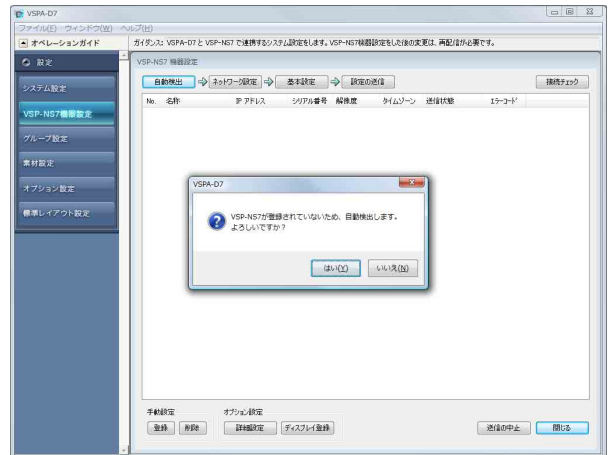 VSPA-D7
ファイル(F) ウィンドウ(W) ヘルプ(H)
オペレーションガイド
ガイダンス: VSPA-D7 と VSP-NS7 で連携するシステム設定をします。VSP-NS7機器設定をした後の変更は、再配信が必要です。
設定
システム設定
VSP-NS7機器設定
グループ設定
素材設定
オプション設定
標準レイアウト設定
VSP-NS7 機器設定
自動検出 ネットワーク設定 基本設定 設定の送信 接続チェック
No. 名称 IP アドレス シリアル番号 解像度 タイムゾーン 送信状態 エラーコード
VSPA-D7
VSP-NS7が登録されていないため、自動検出します。
よろしいですか?
はい(Y) いいえ(N)
手動設定 オプション設定
登録 削除 詳細設定 ディスプレイ登録 送信の中止 閉じる